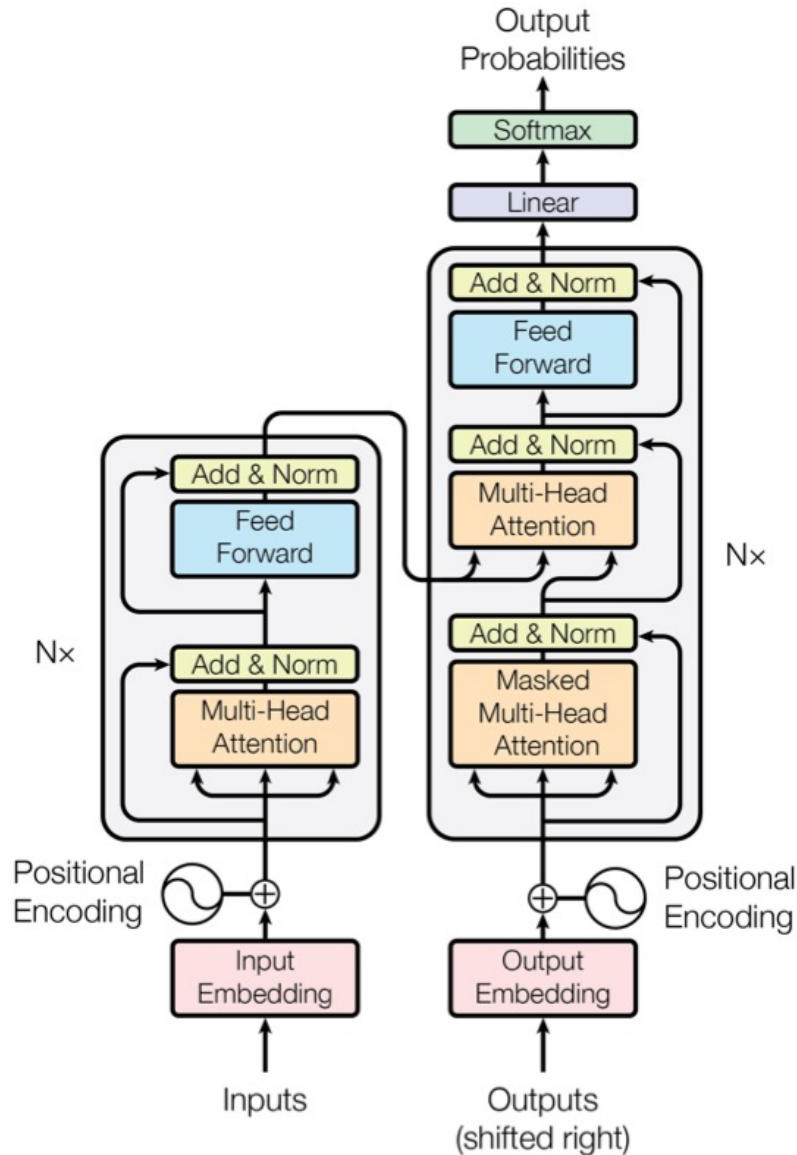 Output
Probabilities
Softmax
Linear
Add & Norm
Feed
Forward
Add & Norm
Multi-Head
Attention
Add & Norm
Masked
Multi-Head
Attention
Nx
Add & Norm
Feed
Forward
Add & Norm
Multi-Head
Attention
Nx
Positional
Encoding
Positional
Encoding
Input
Embedding
Output
Embedding
Inputs
Outputs
(shifted right)